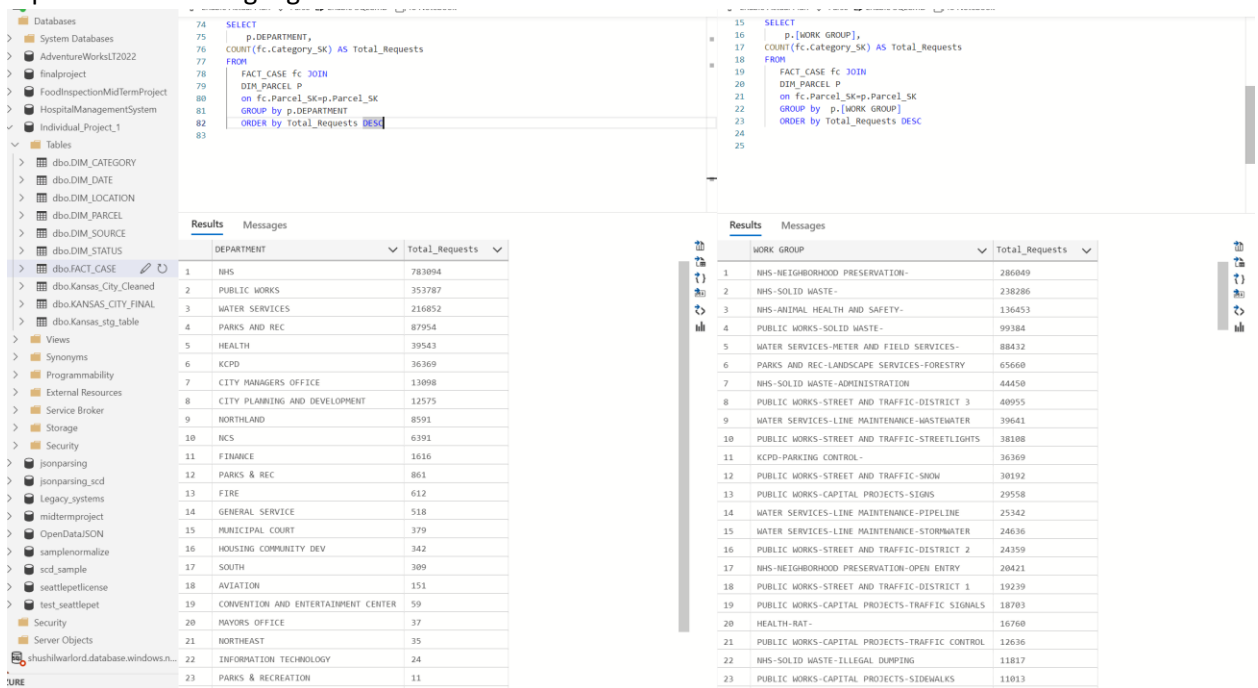 Databases
System Databases
AdventureWorksLT2022
finalproject
FoodInspectionMidTermProject
HospitalManagementSystem
Individual_Project_1
Tables
dbo.DIM_CATEGORY
dbo.DIM_DATE
dbo.DIM_LOCATION
dbo.DIM_PARCEL
dbo.DIM_SOURCE
dbo.DIM_STATUS
dbo.FACT_CASE
dbo.Kansas_City_Cleaned
dbo.KANSAS_CITY_FINAL
dbo.Kansas_stg_table
Views
Synonyms
Programmability
External Resources
Service Broker
Storage
Security
jsonparsing
jsonparsing_scd
Legacy_systems
midtermproject
OpenDataJSON
samplenormalize
scd_sample
seattlepetlicense
test_seattlepet
Security
Server Objects
shushilwarlord.database.windows.n...
ZURE
74 SELECT
75 p.DEPARTMENT,
76 COUNT(fc.Category_SK) AS Total_Requests
77 FROM
78 FACT_CASE fc JOIN
79 DIM_PARCEL P
80 on fc.Parcel_SK=p.Parcel_SK
81 GROUP by p.DEPARTMENT
82 ORDER by Total_Requests DESC
83
Results Messages
DEPARTMENT Total_Requests
1 NHS 783094
2 PUBLIC WORKS 353787
3 WATER SERVICES 216852
4 PARKS AND REC 87954
5 HEALTH 39543
6 KCPD 36369
7 CITY MANAGERS OFFICE 13098
8 CITY PLANNING AND DEVELOPMENT 12575
9 NORTHLAND 8591
10 NCS 6391
11 FINANCE 1616
12 PARKS & REC 861
13 FIRE 612
14 GENERAL SERVICE 518
15 MUNICIPAL COURT 379
16 HOUSING COMMUNITY DEV 342
17 SOUTH 309
18 AVIATION 151
19 CONVENTION AND ENTERTAINMENT CENTER 59
20 MAYORS OFFICE 37
21 NORTHEAST 35
22 INFORMATION TECHNOLOGY 24
23 PARKS & RECREATION 11
15 SELECT
16 p.[WORK GROUP],
17 COUNT(fc.Category_SK) AS Total_Requests
18 FROM
19 FACT_CASE fc JOIN
20 DIM_PARCEL P
21 on fc.Parcel_SK=p.Parcel_SK
22 GROUP by p.[WORK GROUP]
23 ORDER by Total_Requests DESC
24
25
Results Messages
WORK GROUP Total_Requests
1 NHS-NEIGHBORHOOD PRESERVATION- 286049
2 NHS-SOLID WASTE- 238286
3 NHS-ANIMAL HEALTH AND SAFETY- 136453
4 PUBLIC WORKS-SOLID WASTE- 99384
5 WATER SERVICES-METER AND FIELD SERVICES- 88432
6 PARKS AND REC-LANDSCAPE SERVICES-FORESTRY 65660
7 NHS-SOLID WASTE-ADMINISTRATION 44450
8 PUBLIC WORKS-STREET AND TRAFFIC-DISTRICT 3 40955
9 WATER SERVICES-LINE MAINTENANCE-WASTEWATER 39641
10 PUBLIC WORKS-STREET AND TRAFFIC-STREETLIGHTS 38108
11 KCPD-PARKING CONTROL- 36369
12 PUBLIC WORKS-STREET AND TRAFFIC-SNOW 30192
13 PUBLIC WORKS-CAPITAL PROJECTS-SIGNS 29558
14 WATER SERVICES-LINE MAINTENANCE-PIPELINE 25342
15 WATER SERVICES-LINE MAINTENANCE-STORMWATER 24636
16 PUBLIC WORKS-STREET AND TRAFFIC-DISTRICT 2 24359
17 NHS-NEIGHBORHOOD PRESERVATION-OPEN ENTRY 20421
18 PUBLIC WORKS-STREET AND TRAFFIC-DISTRICT 1 19239
19 PUBLIC WORKS-CAPITAL PROJECTS-TRAFFIC SIGNALS 18703
20 HEALTH-RAT- 16760
21 PUBLIC WORKS-CAPITAL PROJECTS-TRAFFIC CONTROL 12636
22 NHS-SOLID WASTE-ILLEGAL DUMPING 11817
23 PUBLIC WORKS-CAPITAL PROJECTS-SIDEWALKS 11013